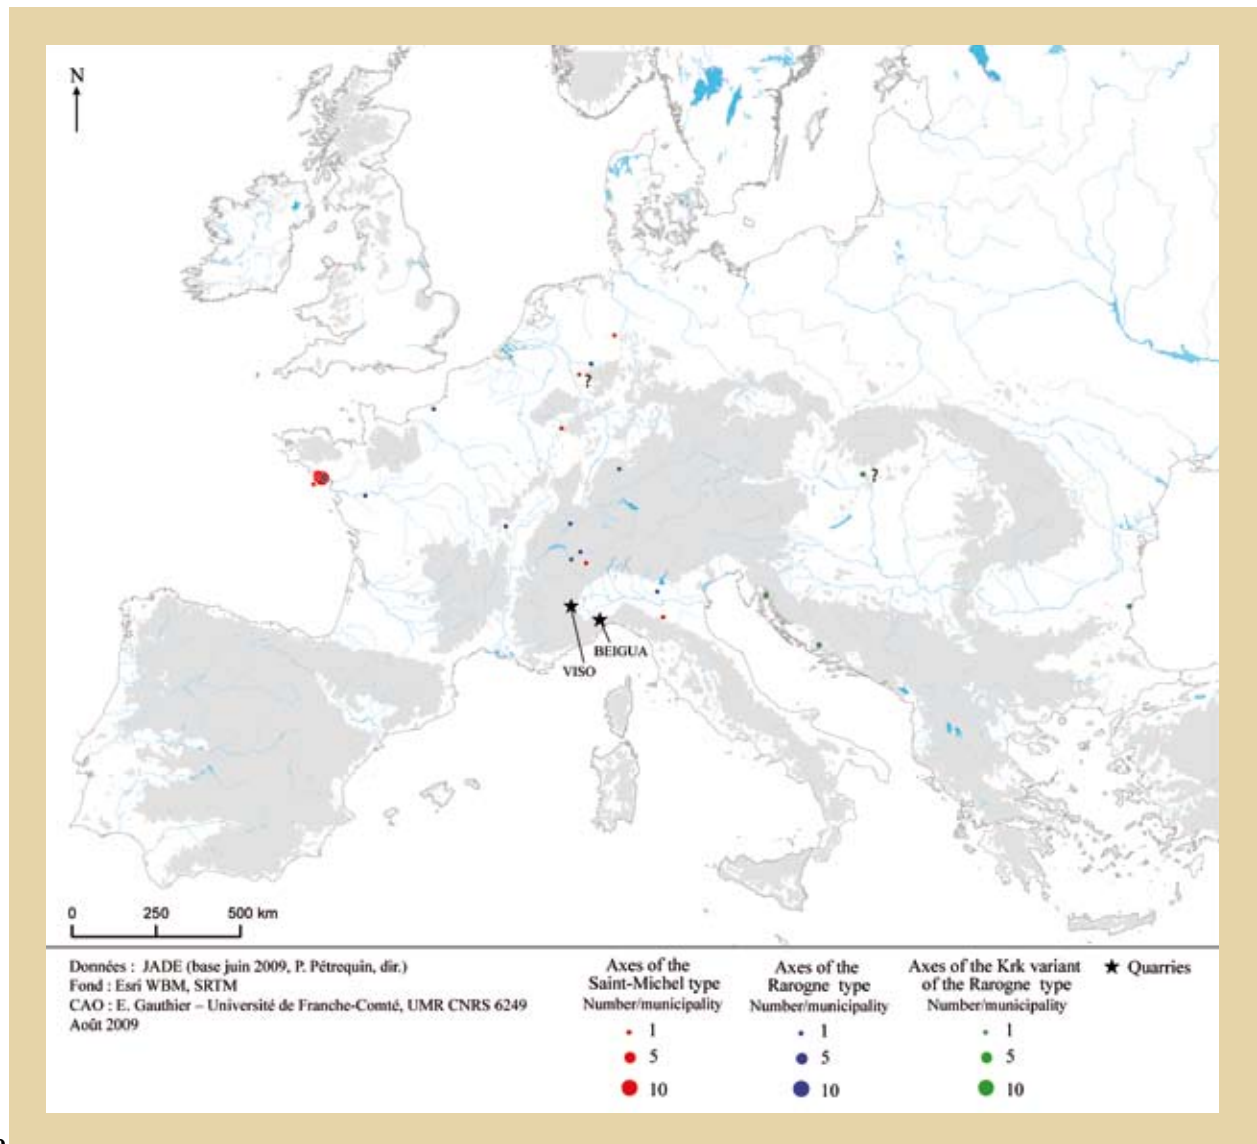 N
?
?
BEIGUA
VISO
0 250 500 km
Données : JADE (base juin 2009, P. Pétrequin, dir.)
Fond : Esri WBM, SRTM
CAO : E. Gauthier – Université de Franche-Comté, UMR CNRS 6249
Août 2009
Axes of the
Saint-Michel type
Number/municipality
1
5
10
Axes of the
Rarogne type
Number/municipality
1
5
10
Axes of the Krk variant
of the Rarogne type
Number/municipality
1
5
10
Quarries